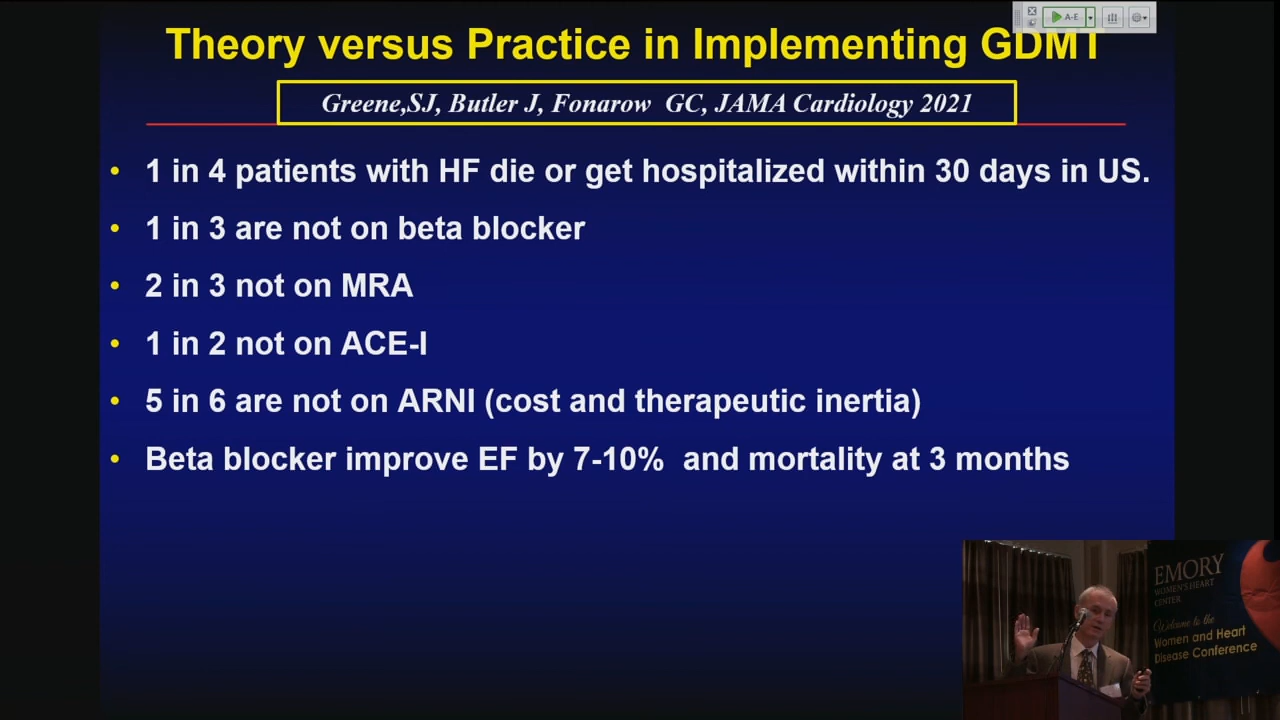 A-E
Theory versus Practice in Implementing GDMT
Greene,SJ, Butler J, Fonarow GC, JAMA Cardiology 2021
• 1 in 4 patients with HF die or get hospitalized within 30 days in US.
• 1 in 3 are not on beta blocker
• 2 in 3 not on MRA
• 1 in 2 not on ACE-I
• 5 in 6 are not on ARNI (cost and therapeutic inertia)
• Beta blocker improve EF by 7-10% and mortality at 3 months
EMORY
WOMEN'S HEART
CENTER
Welcome to the
Women and Heart
Disease Conference